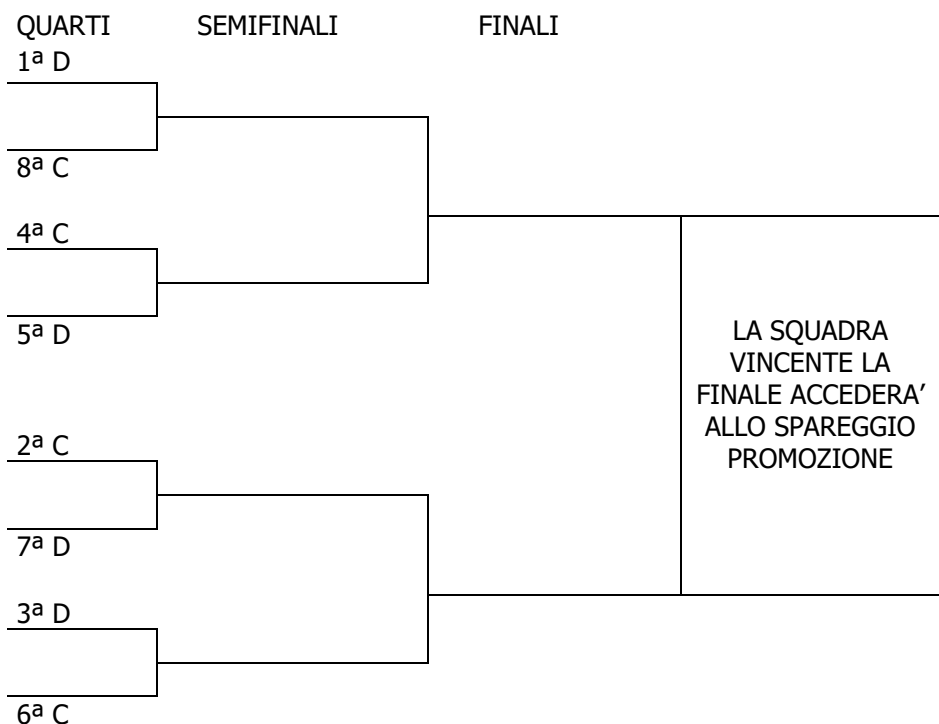 QUARTI SEMIFINALI FINALI
1ª D
8ª C
4ª C
5ª D
2ª C
7ª D
3ª D
6ª C
LA SQUADRA
VINCENTE LA
FINALE ACCEDERA’
ALLO SPAREGGIO
PROMOZIONE